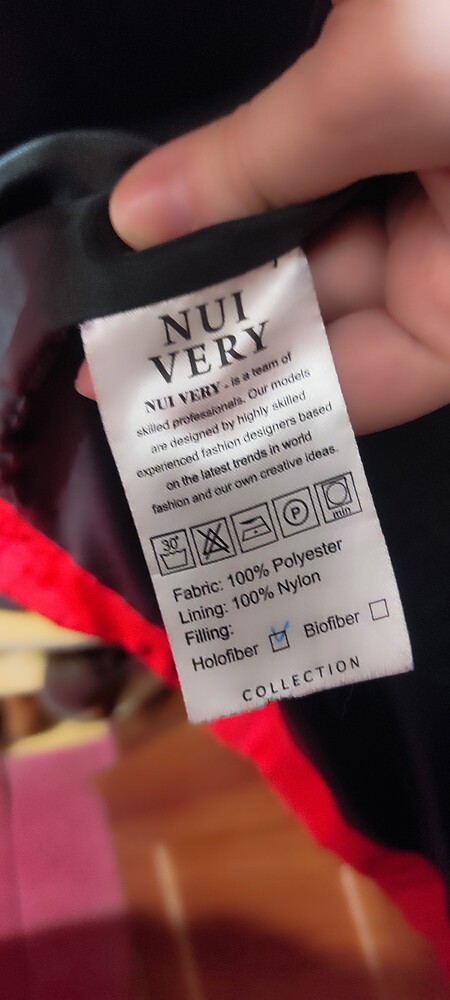 NUI
VERY
NUI VERY - is a team of
skilled professionals. Our models
are designed by highly skilled
experienced fashion designers based
on the latest trends in world
fashion and our own creative ideas.
30° P min
Fabric: 100% Polyester
Lining: 100% Nylon
Filling:
Holofiber Biofiber
COLLECTION